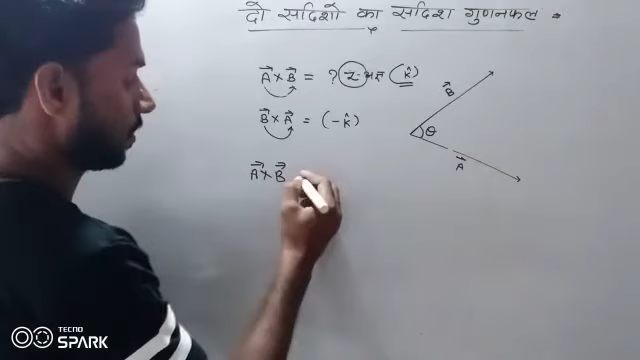 दो सदिशो का सदिश गुणनफल =
A⃗ × B⃗ = ? z-अक्ष (k̂)
B⃗ × A⃗ = (-k̂)
A⃗ × B⃗
B⃗
θ
A⃗
TECNO
SPARK